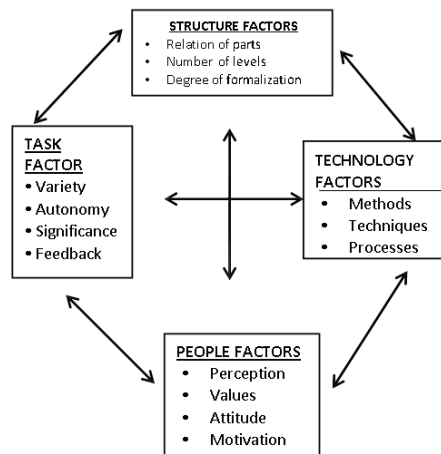 STRUCTURE FACTORS
• Relation of parts
• Number of levels
• Degree of formalization
TASK
FACTOR
• Variety
• Autonomy
• Significance
• Feedback
TECHNOLOGY
FACTORS
• Methods
• Techniques
• Processes
PEOPLE FACTORS
• Perception
• Values
• Attitude
• Motivation